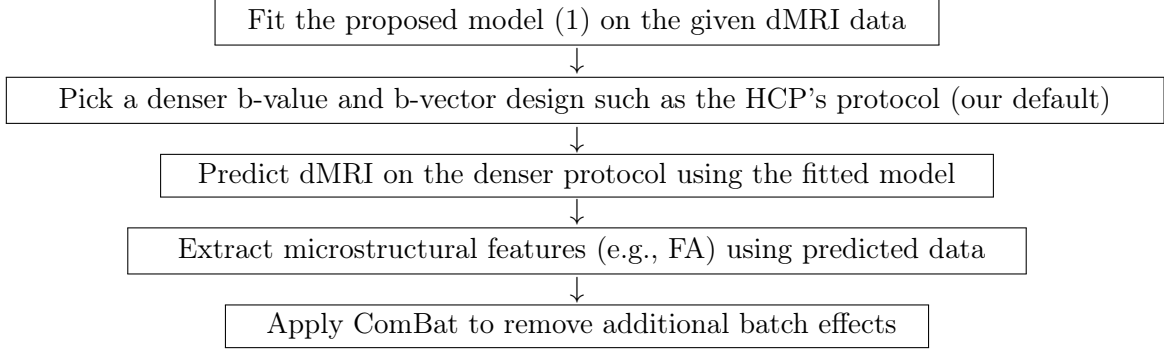 Fit the proposed model (1) on the given dMRI data
↓
Pick a denser b-value and b-vector design such as the HCP's protocol (our default)
↓
Predict dMRI on the denser protocol using the fitted model
↓
Extract microstructural features (e.g., FA) using predicted data
↓
Apply ComBat to remove additional batch effects